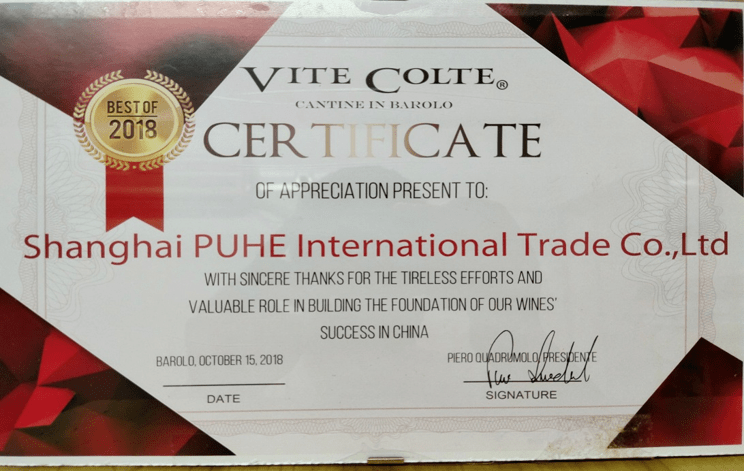 VITE COLTE®
CANTINE IN BAROLO
BEST OF
2018
CERTIFICATE
OF APPRECIATION PRESENT TO:
Shanghai PUHE International Trade Co.,Ltd
WITH SINCERE THANKS FOR THE TIRELESS EFFORTS AND
VALUABLE ROLE IN BUILDING THE FOUNDATION OF OUR WINES'
SUCCESS IN CHINA
BAROLO, OCTOBER 15, 2018
PIERO QUADRUMOLO, PRESIDENTE
DATE
SIGNATURE